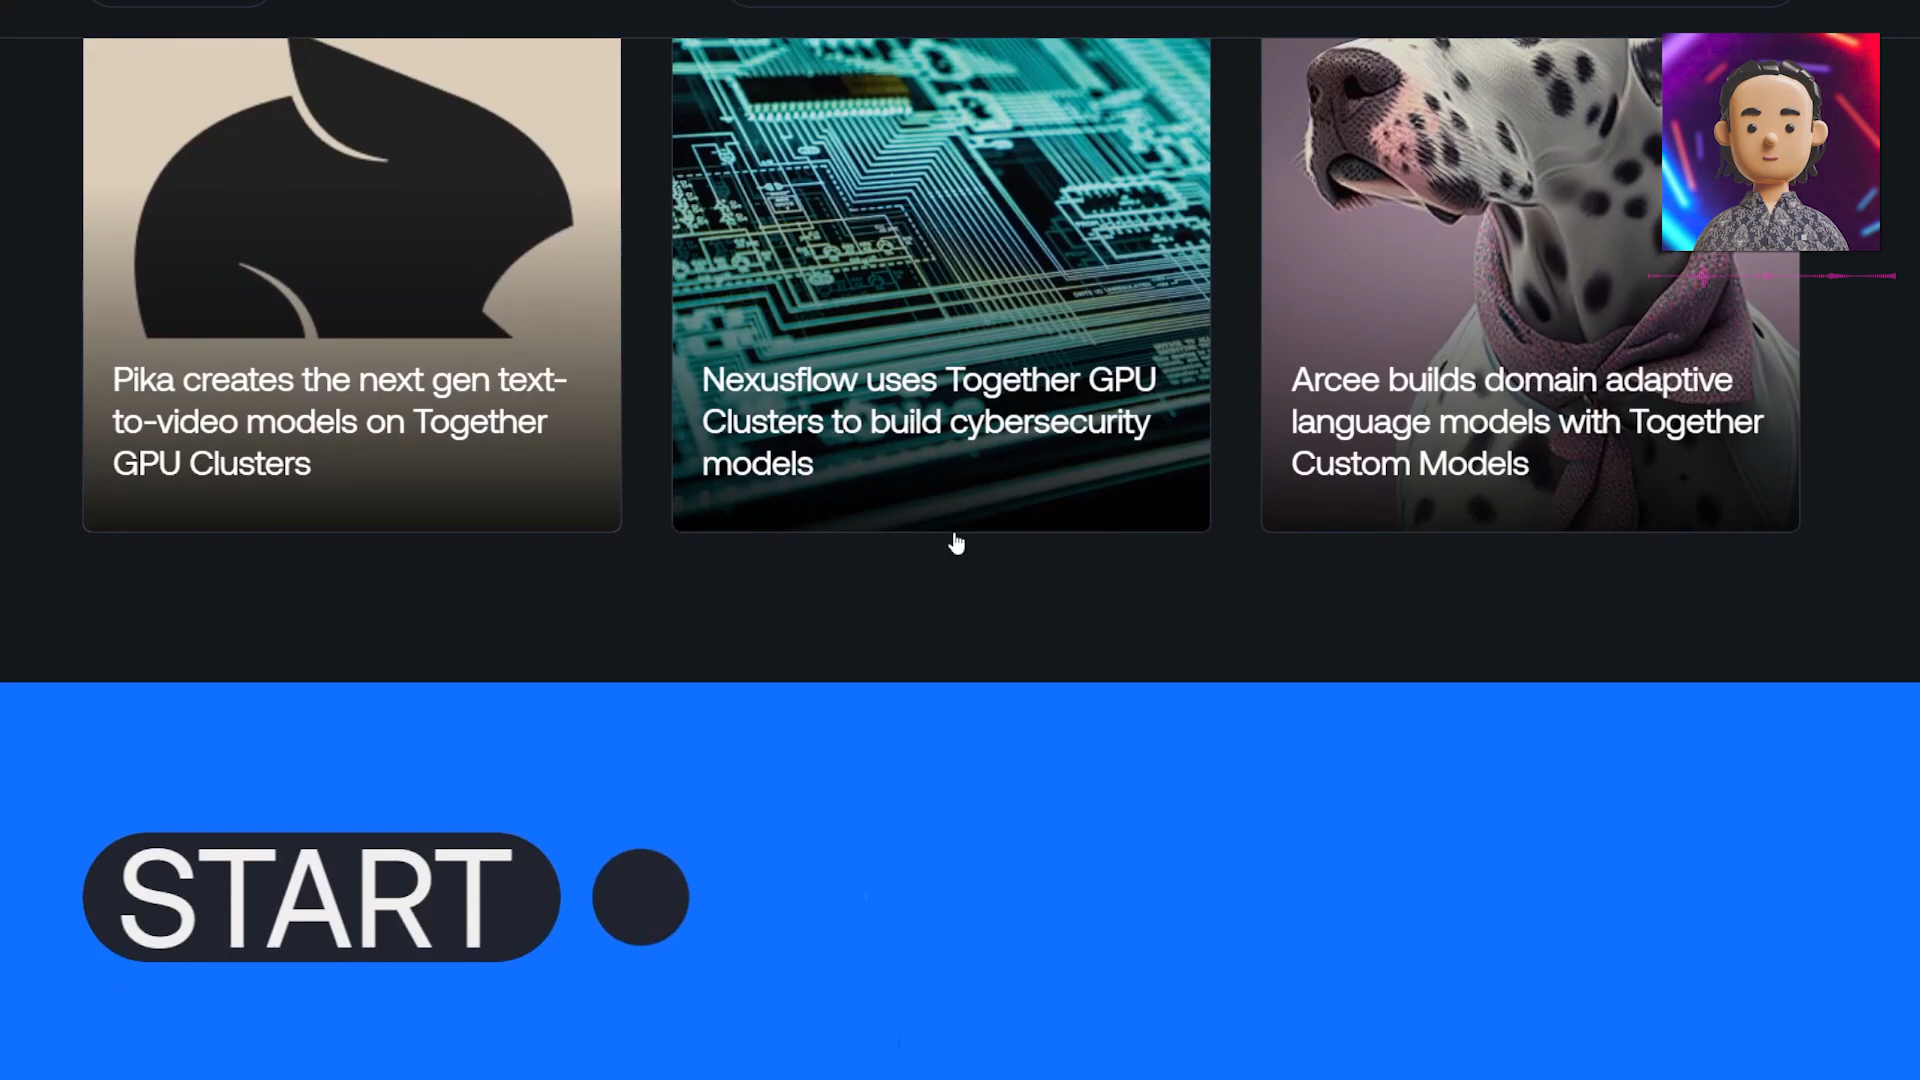 Pika creates the next gen text-
to-video models on Together
GPU Clusters
Nexusflow uses Together GPU
Clusters to build cybersecurity
models
Arcee builds domain adaptive
language models with Together
Custom Models
START